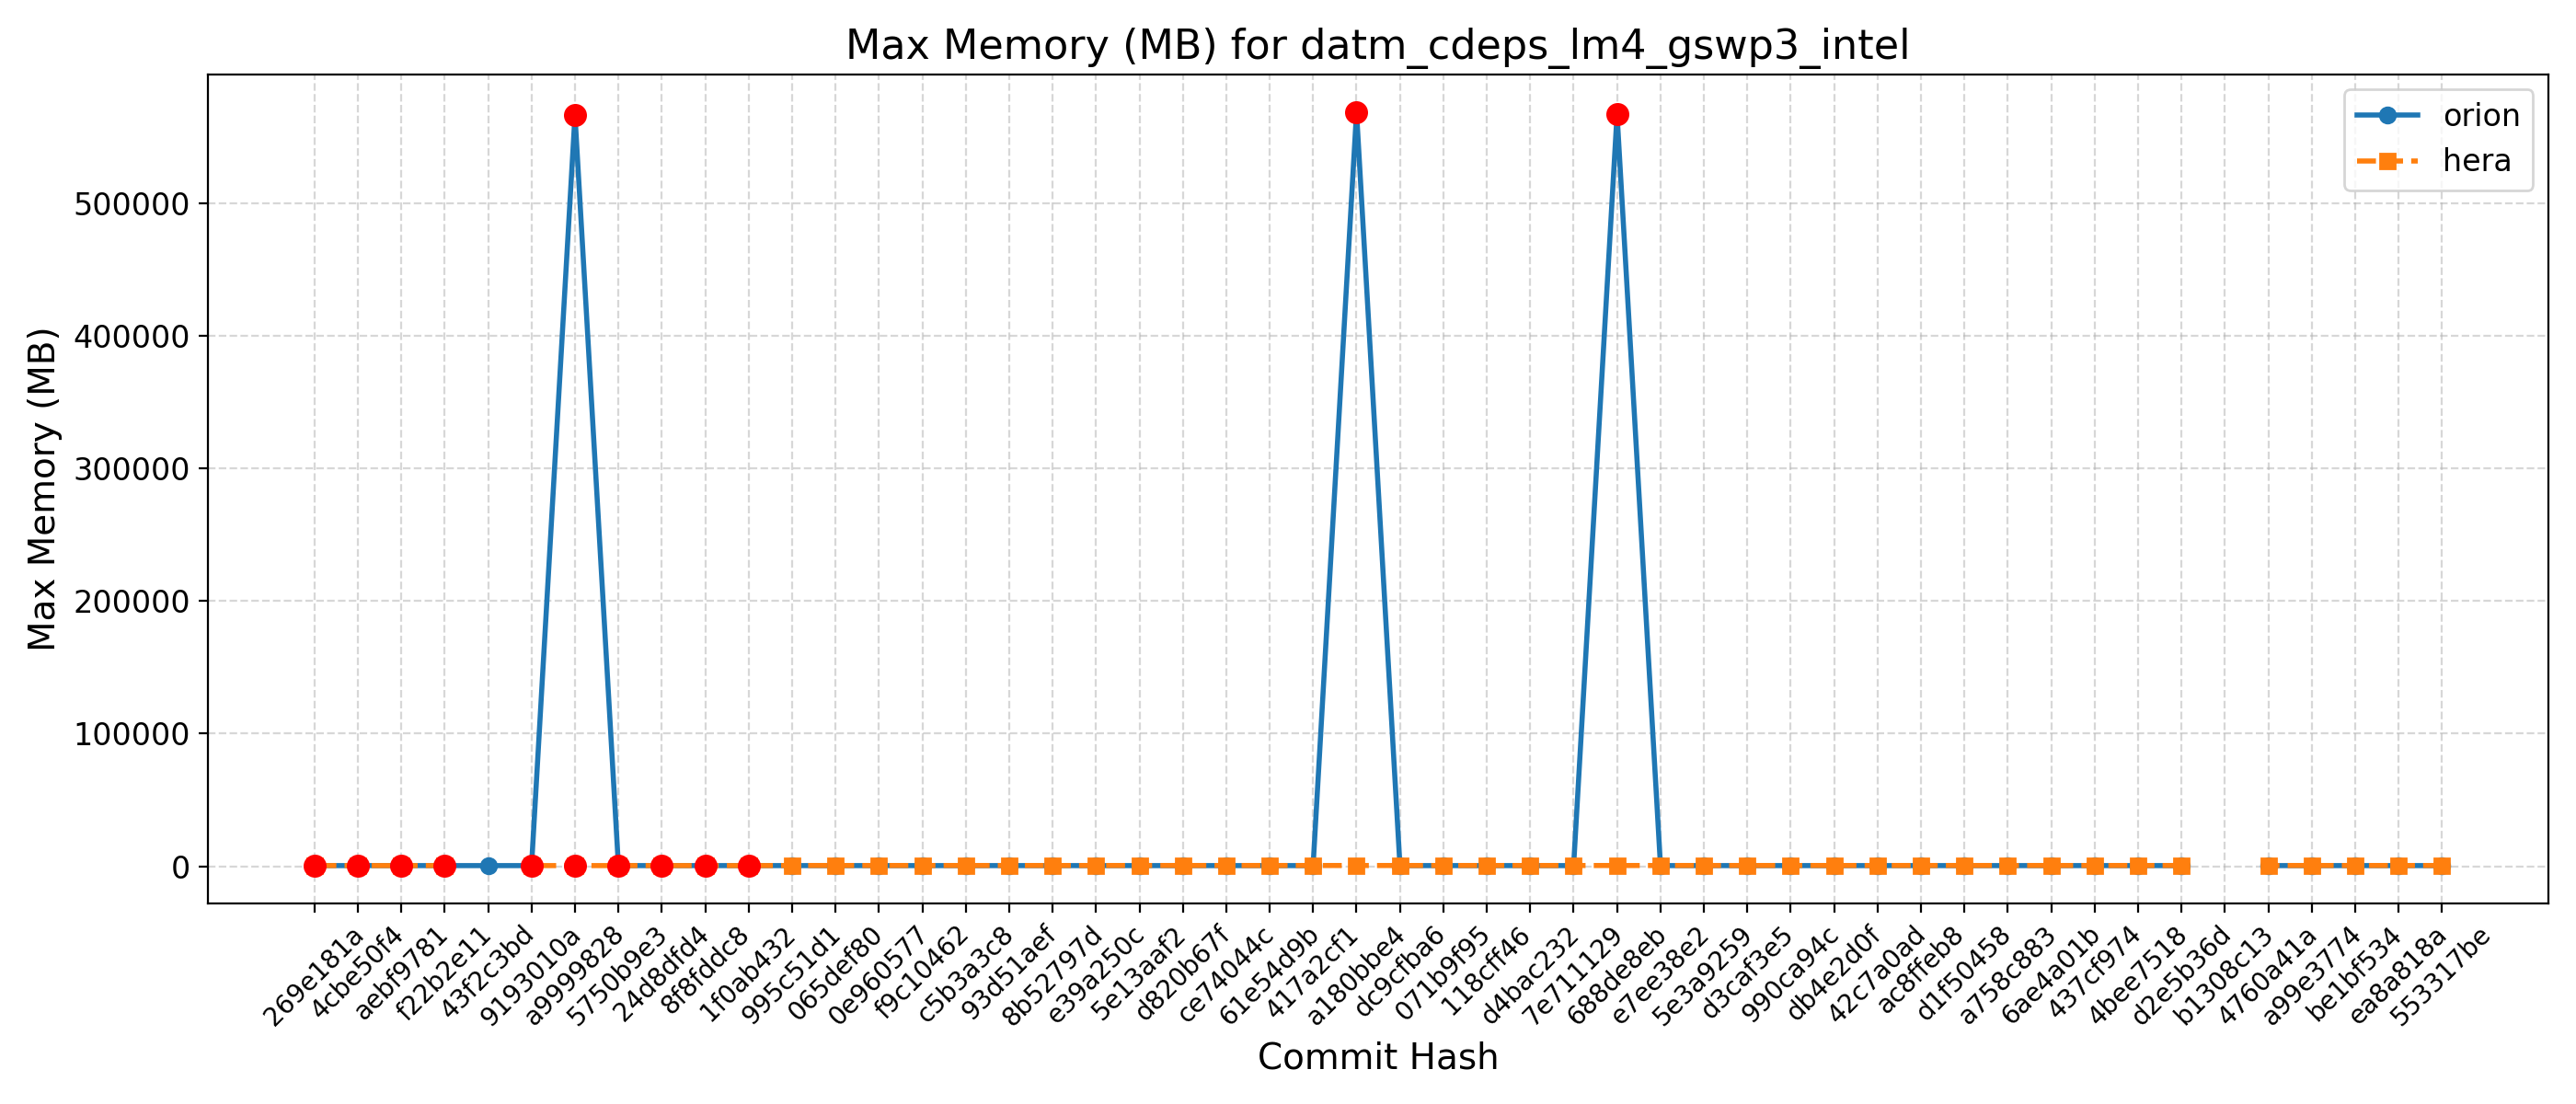 Max Memory (MB) for datm_cdeps_lm4_gswp3_intel
orion
hera
Max Memory (MB)
500000
400000
300000
200000
100000
0
269e181a
4cbe50f4
aebf9781
f22b2e11
43f2c3bd
9193010a
a9999828
5750b9e3
24d8dfd4
8f8fddc8
1f0ab432
995c51d1
065def80
0e960577
f9c10462
c5b3a3c8
93d51aef
8b52797d
e39a250c
5e13aaf2
d820b67f
ce74044c
61e54d9b
417a2cf1
a180bbe4
dc9cfba6
071b9f95
118cff46
d4bac232
7e711129
688de8eb
e7ee38e2
5e3a9259
d3caf3e5
990ca94c
db4e2d0f
42c7a0ad
ac8ffeb8
d1f50458
a758c883
6ae4a01b
437cf974
4bee7518
d2e5b36d
b1308c13
4760a41a
a99e3774
be1bf534
ea8a818a
553317be
Commit Hash